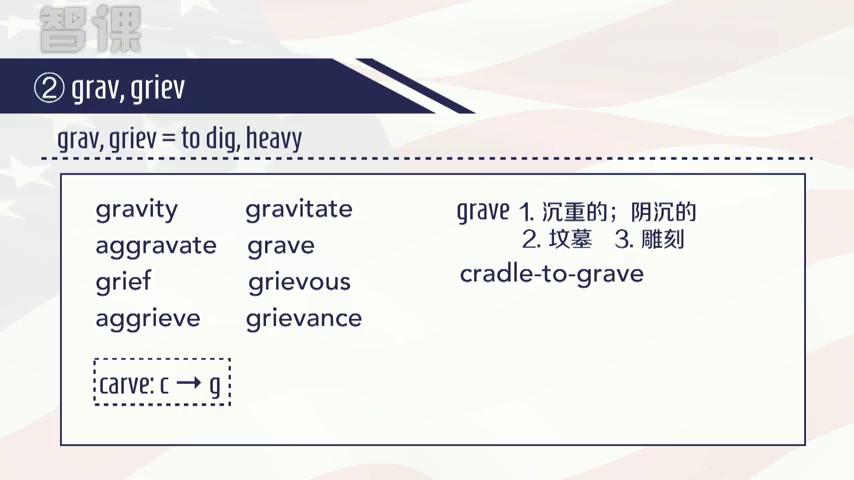 智课
② grav, griev
grav, griev = to dig, heavy
gravity gravitate
aggravate grave
grief grievous
aggrieve grievance
carve: c → g
grave 1. 沉重的；阴沉的
2. 坟墓 3. 雕刻
cradle-to-grave